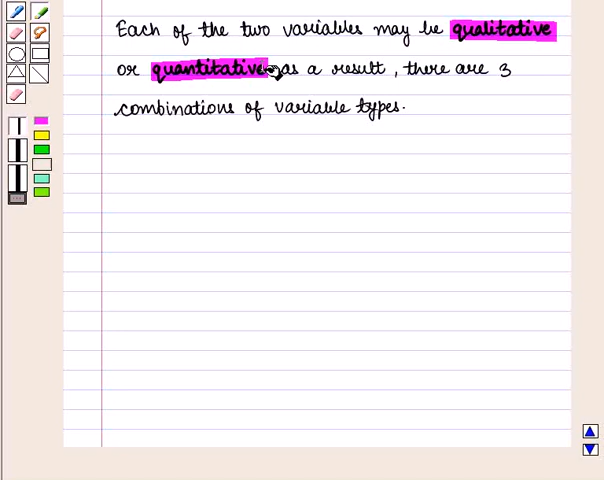 Each of the two variables may be qualitative
or quantitative as a result, there are 3
combinations of variable types.